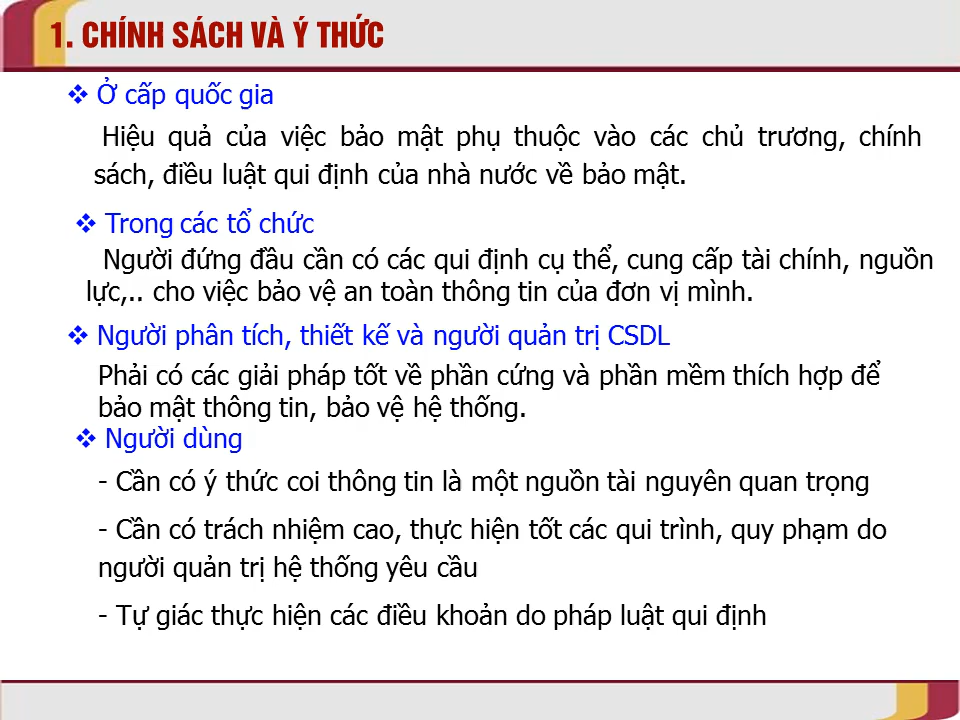 1. CHÍNH SÁCH VÀ Ý THỨC
❖ Ở cấp quốc gia
Hiệu quả của việc bảo mật phụ thuộc vào các chủ trương, chính
sách, điều luật qui định của nhà nước về bảo mật.
❖ Trong các tổ chức
Người đứng đầu cần có các qui định cụ thể, cung cấp tài chính, nguồn
lực,.. cho việc bảo vệ an toàn thông tin của đơn vị mình.
❖ Người phân tích, thiết kế và người quản trị CSDL
Phải có các giải pháp tốt về phần cứng và phần mềm thích hợp để
bảo mật thông tin, bảo vệ hệ thống.
❖ Người dùng
- Cần có ý thức coi thông tin là một nguồn tài nguyên quan trọng
- Cần có trách nhiệm cao, thực hiện tốt các qui trình, quy phạm do
người quản trị hệ thống yêu cầu
- Tự giác thực hiện các điều khoản do pháp luật qui định